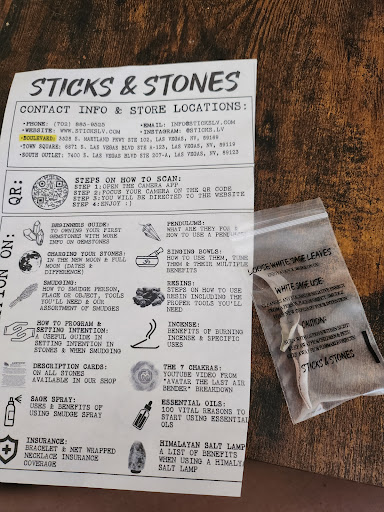 STICKS & STONES
CONTACT INFO & STORE LOCATIONS:
•WEBSITE: WWW.STICKSLV.COM
•EMAIL: INFO@STICKSLV.COM
•INSTAGRAM: @STICKS.LV
•BOULEVARD: 3625 S. MARYLAND PKWY STE 102, LAS VEGAS, NV, 89169
•TOWN SQUARE: 6671 S. LAS VEGAS BLVD STE A-123, LAS VEGAS, NV, 89119
•SOUTH OUTLET: 7400 S. LAS VEGAS BLVD STE 207-A, LAS VEGAS, NV, 89123
QR:
STEPS ON HOW TO SCAN:
STEP 1:OPEN THE CAMERA APP
STEP 2:FOCUS YOUR CAMERA ON THE QR CODE
STEP 3:YOU WILL BE DIRECTED TO THE WEBSITE
STEP 4:ENJOY :)
ON:
BEGINNERS GUIDE:
TO OWNING YOUR FIRST
GEMSTONES WITH MORE
INFO ON GEMSTONES
CHARGING YOUR STONES:
IN THE NEW MOON & FULL
MOON (DATES &
DIFFERENCE)
SMUDGING:
HOW TO SMUDGE PERSON,
PLACE OR OBJECT, TOOLS
YOU'LL NEED & OUR
ASSORTMENT OF SMUDGES
HOW TO PROGRAM &
SETTING INTENTION:
A USEFUL GUIDE IN
SETTING INTENTION IN
STONES & WHEN SMUDGING
DESCRIPTION CARDS:
ON ALL STONES
AVAILABLE IN OUR SHOP
SAGE SPRAY:
USES & BENEFITS OF
USING SMUDGE SPRAY
INSURANCE:
BRACELET & NET WRAPPED
NECKLACE INSURANCE
COVERAGE
PENDULUMS:
WHAT ARE THEY FOR &
HOW TO USE A PENDUL
SINGING BOWLS:
HOW TO USE THEM, TUNE
THEM & THEIR MULTIPLE
BENEFITS
RESINS:
STEPS ON HOW TO USE
RESIN INCLUDING THE
PROPER TOOLS YOU'LL
NEED
INCENSE:
BENEFITS OF BURNING
INCENSE & SPECIFIC
USES
THE 7 CHAKRAS:
YOUTUBE VIDEO FROM
"AVATAR THE LAST AIR
BENDER" BREAKDOWN
ESSENTIAL OILS:
100 VITAL REASONS TO
START USING ESSENTIAL
OLS
HIMALAYAN SALT LAMP
A LIST OF BENEFITS
WHEN USING A HIMALY
SALT LAMP
LOOSE WHITE SAGE LEAVES
WHITE SAGE USE
CAUTION:
STICKS & STONES